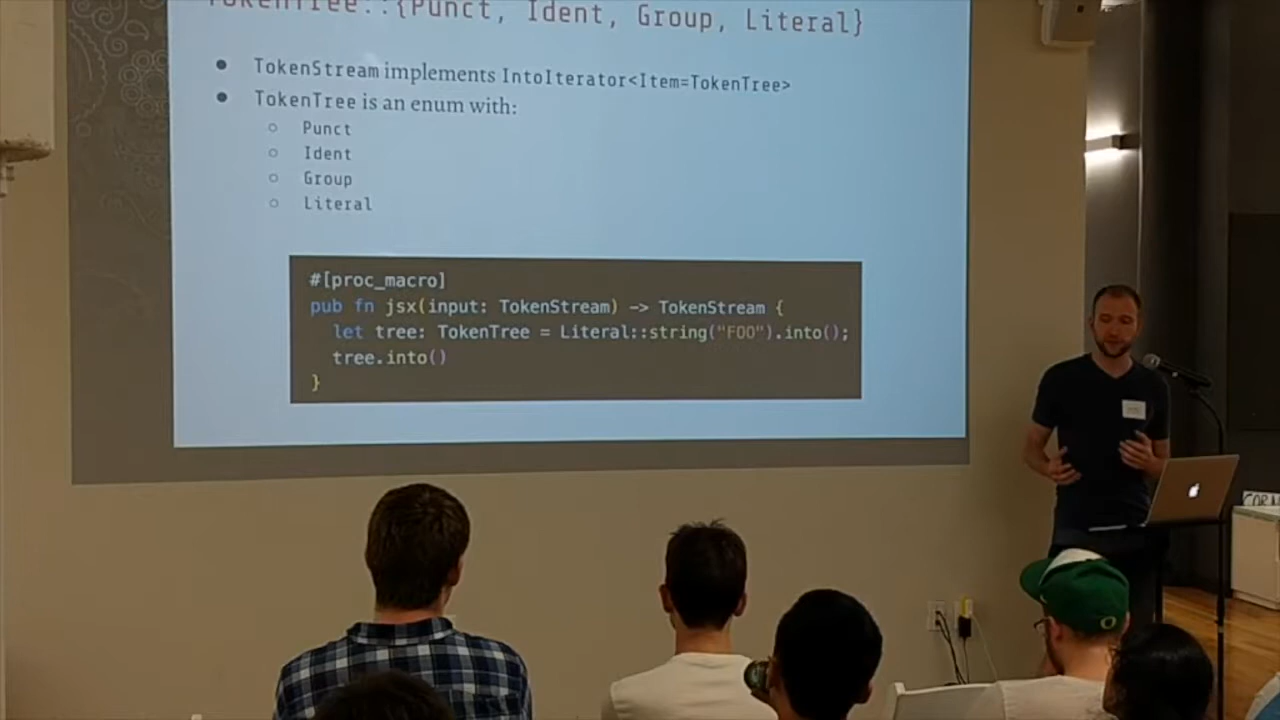 TokenTree::{Punct, Ident, Group, Literal}
TokenStream implements IntoIterator<Item=TokenTree>
TokenTree is an enum with:
Punct
Ident
Group
Literal
#[proc_macro]
pub fn jsx(input: TokenStream) -> TokenStream {
let tree: TokenTree = Literal::string("FOO").into();
tree.into()
}